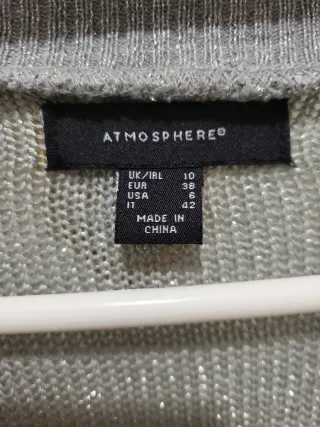 ATMOSPHERE®
UK/IRL 10
EUR 38
USA 6
IT 42
MADE IN
CHINA